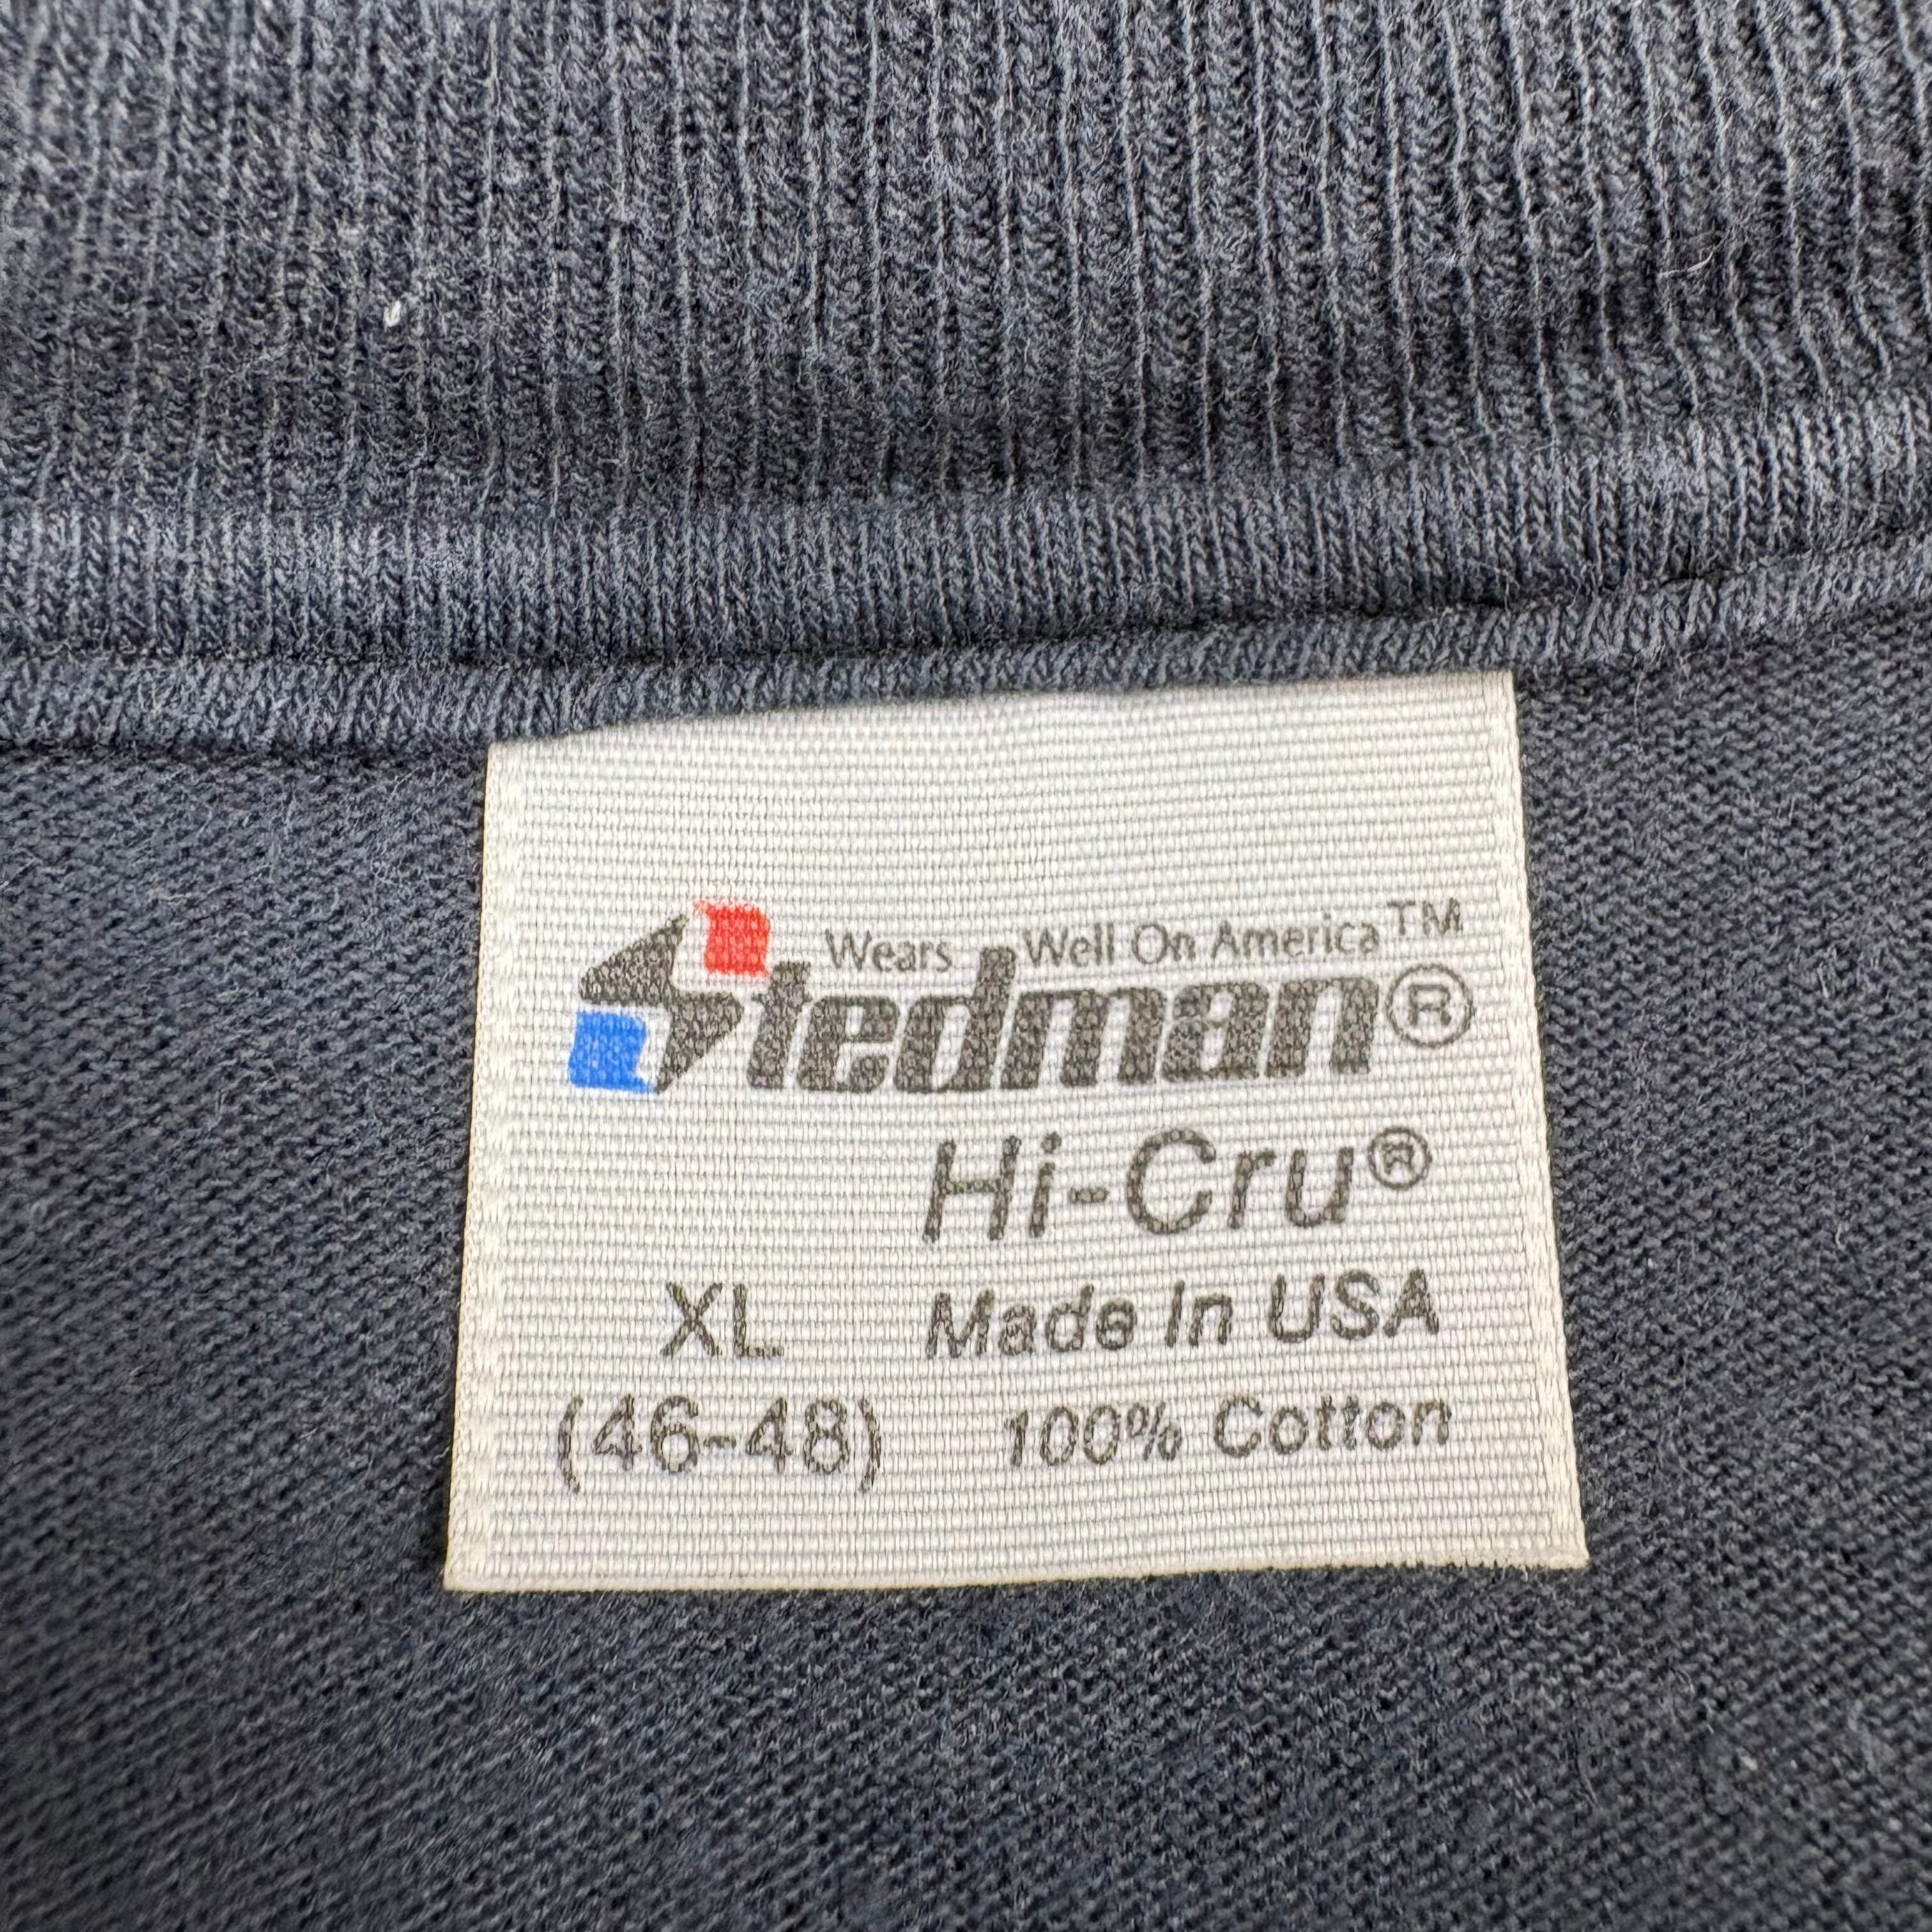 Wears Well On America™
Stedman®
Hi-Cru®
XL Made In USA
(46-48) 100% Cotton